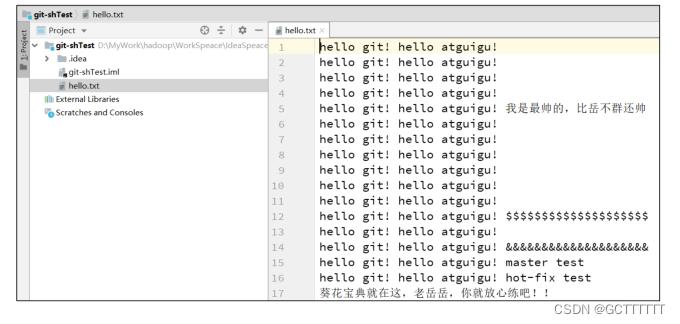 git-shTest hello.txt
1: Project
Project
git-shTest D:\MyWork\hadoop\WorkSpeace\IdeaSpeace
.idea
git-shTest.iml
hello.txt
External Libraries
Scratches and Consoles
hello.txt ×
1 hello git! hello atguigu!
2 hello git! hello atguigu!
3 hello git! hello atguigu!
4 hello git! hello atguigu!
5 hello git! hello atguigu! 我是最帅的，比岳不群还帅
6 hello git! hello atguigu!
7 hello git! hello atguigu!
8 hello git! hello atguigu!
9 hello git! hello atguigu!
10 hello git! hello atguigu!
11 hello git! hello atguigu!
12 hello git! hello atguigu! $$$$$$$$$$$$$$$$$$$$
13 hello git! hello atguigu!
14 hello git! hello atguigu! &&&&&&&&&&&&&&&&&&&&
15 hello git! hello atguigu! master test
16 hello git! hello atguigu! hot-fix test
17 葵花宝典就在这，老岳岳，你就放心练吧！！
CSDN @GCTTTTTT